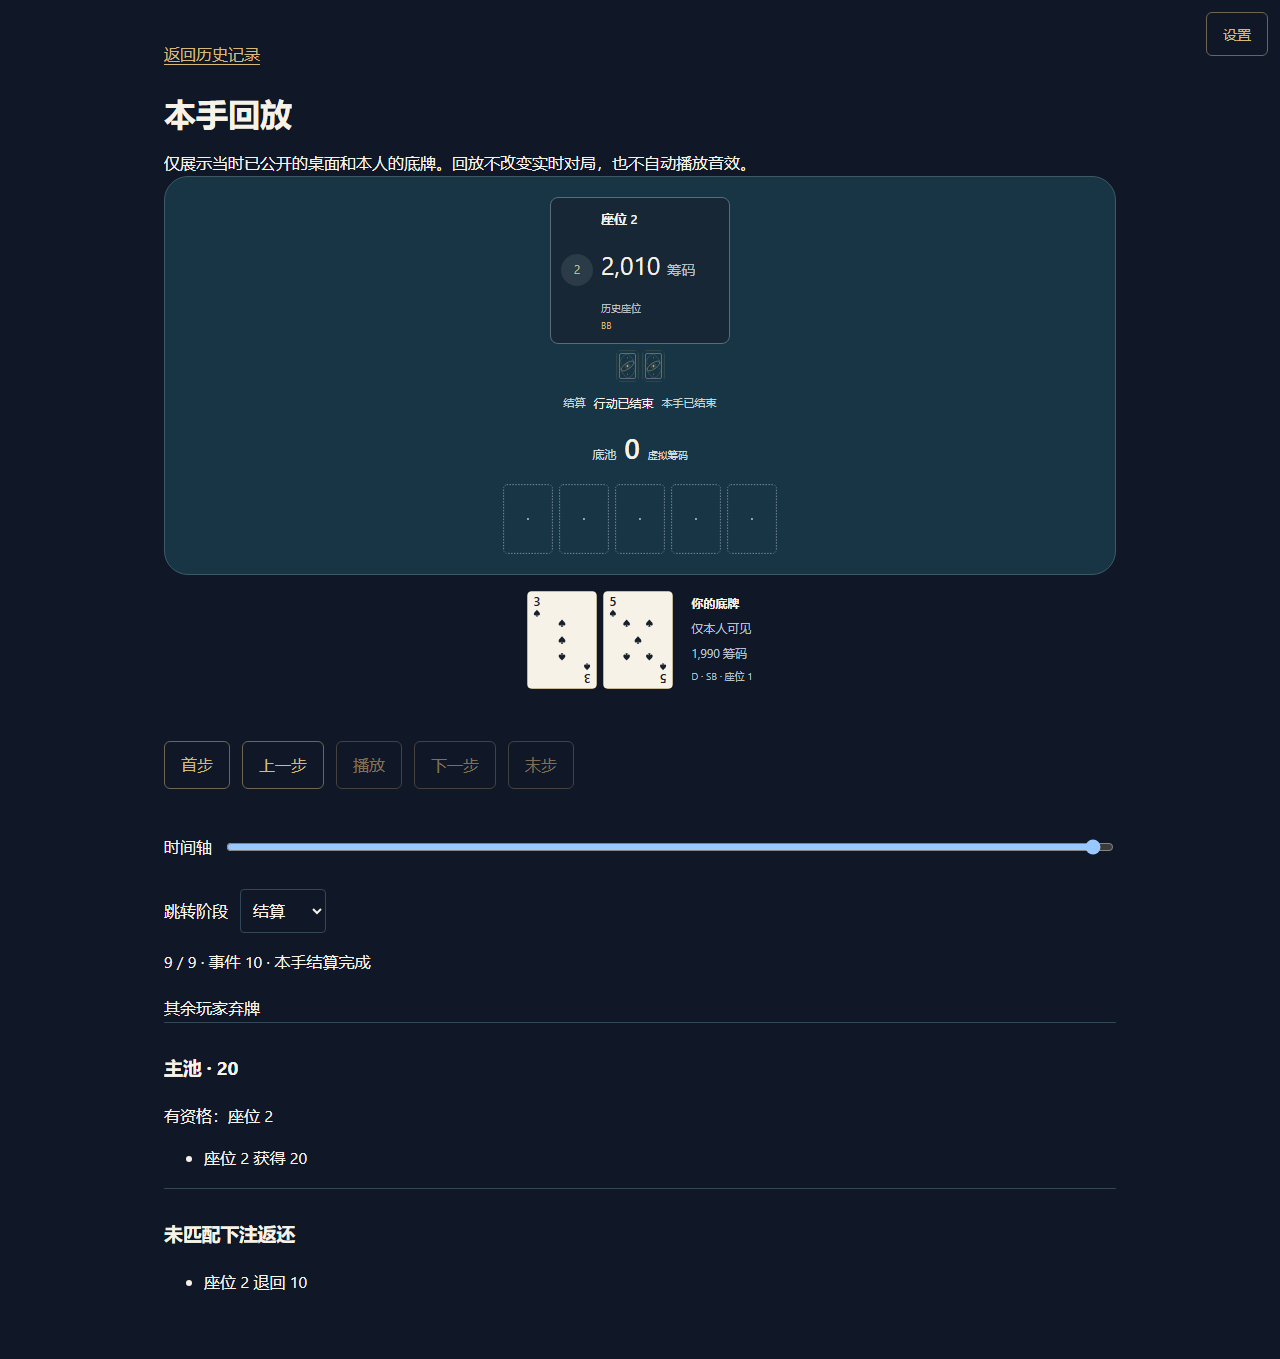 设置
返回历史记录
本手回放
仅展示当时已公开的桌面和本人的底牌。回放不改变实时对局，也不自动播放音效。
座位 2
2
2,010 筹码
历史座位
BB
结算 行动已结束 本手已结束
底池 0 虚拟筹码
3
3
5
5
你的底牌
仅本人可见
1,990 筹码
D · SB · 座位 1
首步 上一步 播放 下一步 末步
时间轴
跳转阶段 结算
9 / 9 · 事件 10 · 本手结算完成
其余玩家弃牌
主池 · 20
有资格：座位 2
座位 2 获得 20
未匹配下注返还
座位 2 退回 10